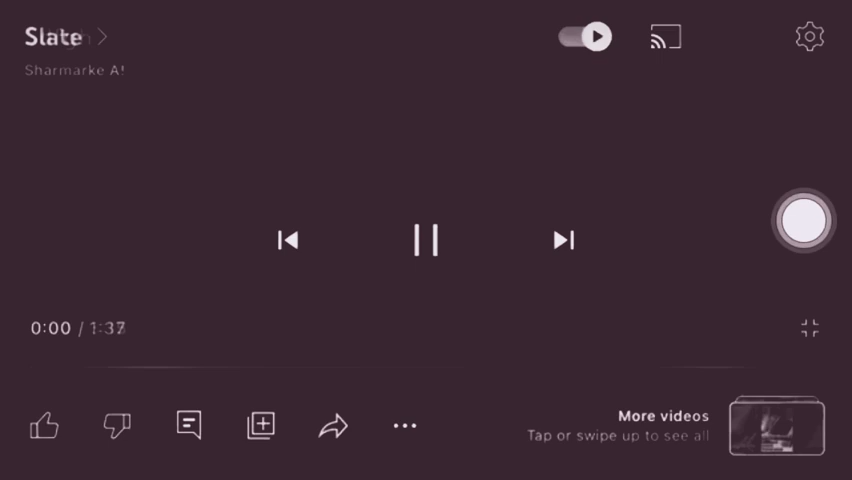 Slate
Sharmarke A!
0:00 / 1:37
More videos
Tap or swipe up to see all